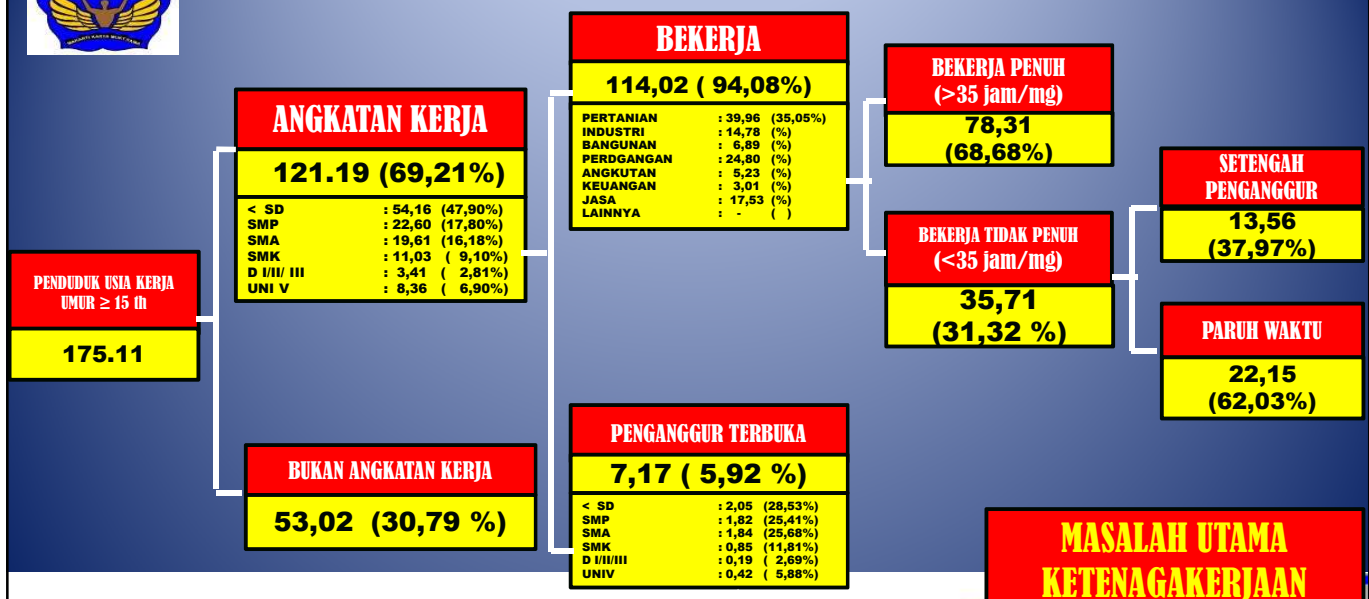 PENDUDUK USIA KERJA
UMUR ≥ 15 th
175.11
ANGKATAN KERJA
121.19 (69,21%)
< SD : 54,16 (47,90%)
SMP : 22,60 (17,80%)
SMA : 19,61 (16,18%)
SMK : 11,03 ( 9,10%)
D I/II/ III : 3,41 ( 2,81%)
UNI V : 8,36 ( 6,90%)
BUKAN ANGKATAN KERJA
53,02 (30,79 %)
BEKERJA
114,02 ( 94,08%)
PERTANIAN : 39,96 (35,05%)
INDUSTRI : 14,78 (%)
BANGUNAN : 6,89 (%)
PERDGANGAN : 24,80 (%)
ANGKUTAN : 5,23 (%)
KEUANGAN : 3,01 (%)
JASA : 17,53 (%)
LAINNYA : - ( )
PENGANGGUR TERBUKA
7,17 ( 5,92 %)
< SD : 2,05 (28,53%)
SMP : 1,82 (25,41%)
SMA : 1,84 (25,68%)
SMK : 0,85 (11,81%)
D I/II/III : 0,19 ( 2,69%)
UNIV : 0,42 ( 5,88%)
BEKERJA PENUH
(>35 jam/mg)
78,31
(68,68%)
BEKERJA TIDAK PENUH
(<35 jam/mg)
35,71
(31,32 %)
SETENGAH
PENGANGGUR
13,56
(37,97%)
PARUH WAKTU
22,15
(62,03%)
MASALAH UTAMA
KETENAGAKERJAAN